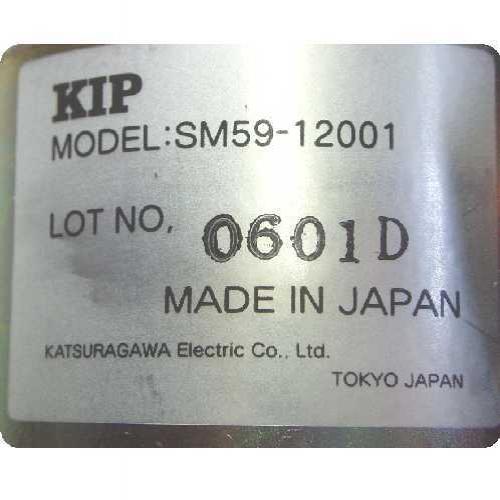 KIP
MODEL:SM59-12001
LOT NO, 0601D
MADE IN JAPAN
KATSURAGAWA Electric Co., Ltd.
TOKYO JAPAN